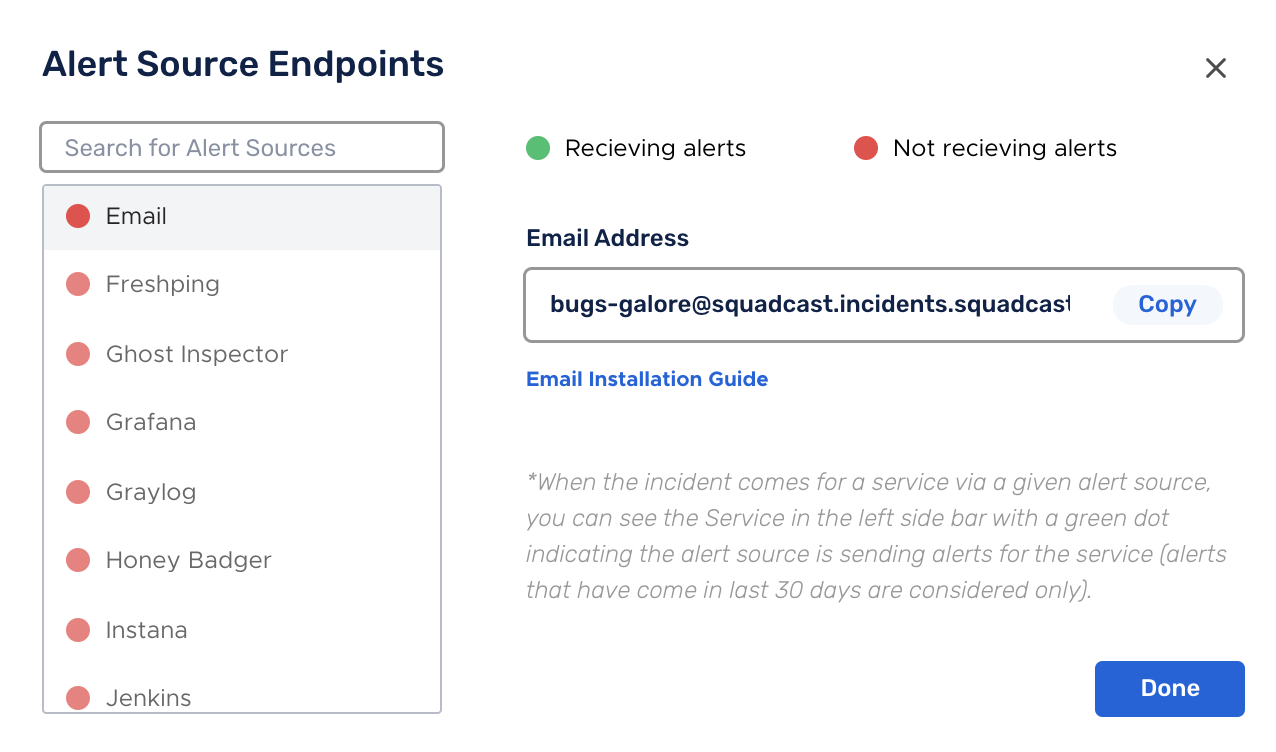 Alert Source Endpoints
Search for Alert Sources
Email
Freshping
Ghost Inspector
Grafana
Graylog
Honey Badger
Instana
Jenkins
Recieving alerts
Not recieving alerts
Email Address
bugs-galore@squadcast.incidents.squadcast
Copy
Email Installation Guide
*When the incident comes for a service via a given alert source,
you can see the Service in the left side bar with a green dot
indicating the alert source is sending alerts for the service (alerts
that have come in last 30 days are considered only).
Done